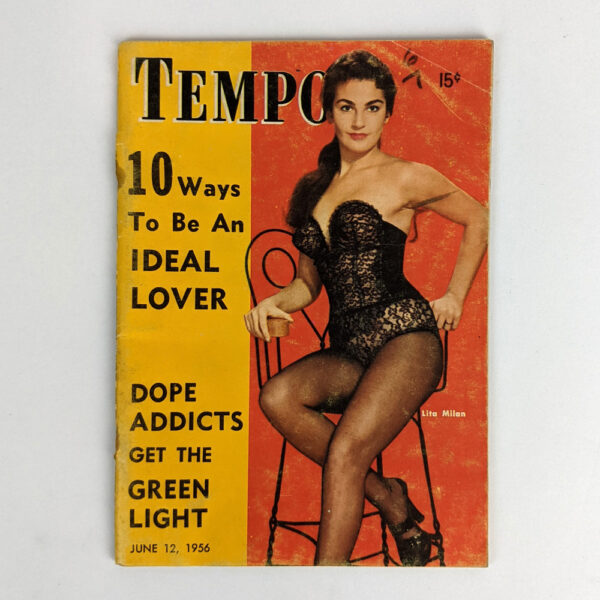 TEMPO
15¢
10 Ways
To Be An
IDEAL
LOVER
Lita Milan
DOPE
ADDICTS
GET THE
GREEN
LIGHT
JUNE 12, 1956